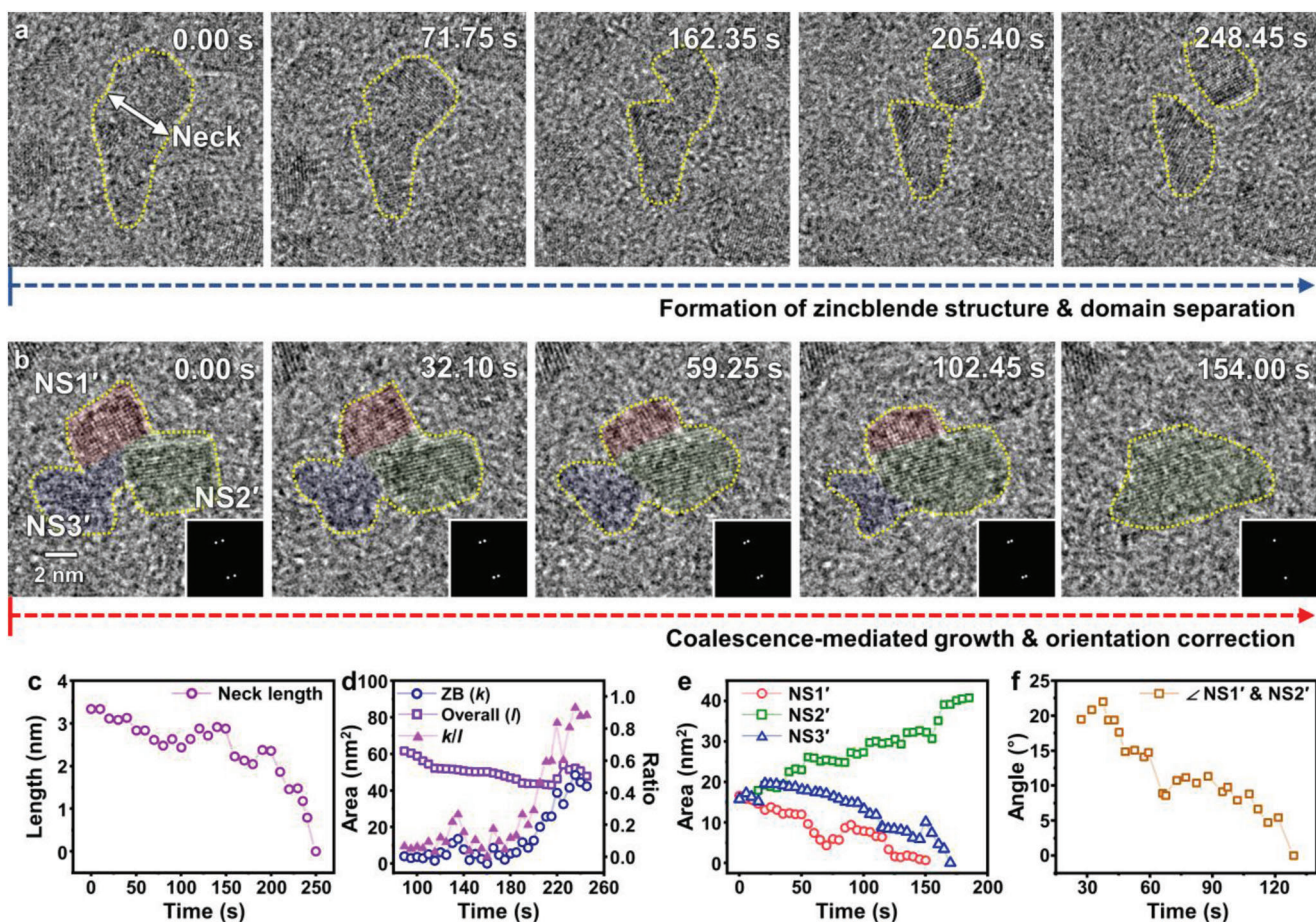 a
0.00 s
71.75 s
162.35 s
205.40 s
248.45 s
Neck
Formation of zincblende structure & domain separation
b
0.00 s
32.10 s
59.25 s
102.45 s
154.00 s
NS1′
NS2′
NS3′
2 nm
Coalescence-mediated growth & orientation correction
c
Neck length
4
3
2
1
0
Length (nm)
0 50 100 150 200 250
Time (s)
d
ZB (k)
Overall (l)
k/l
100
80
60
40
20
0
Area (nm²)
1.0
0.8
0.6
0.4
0.2
0.0
Ratio
100 140 180 220 260
Time (s)
e
NS1′
NS2′
NS3′
40
30
20
10
0
Area (nm²)
0 50 100 150 200
Time (s)
f
∠NS1′ & NS2′
25
20
15
10
5
0
Angle (°)
30 60 90 120
Time (s)